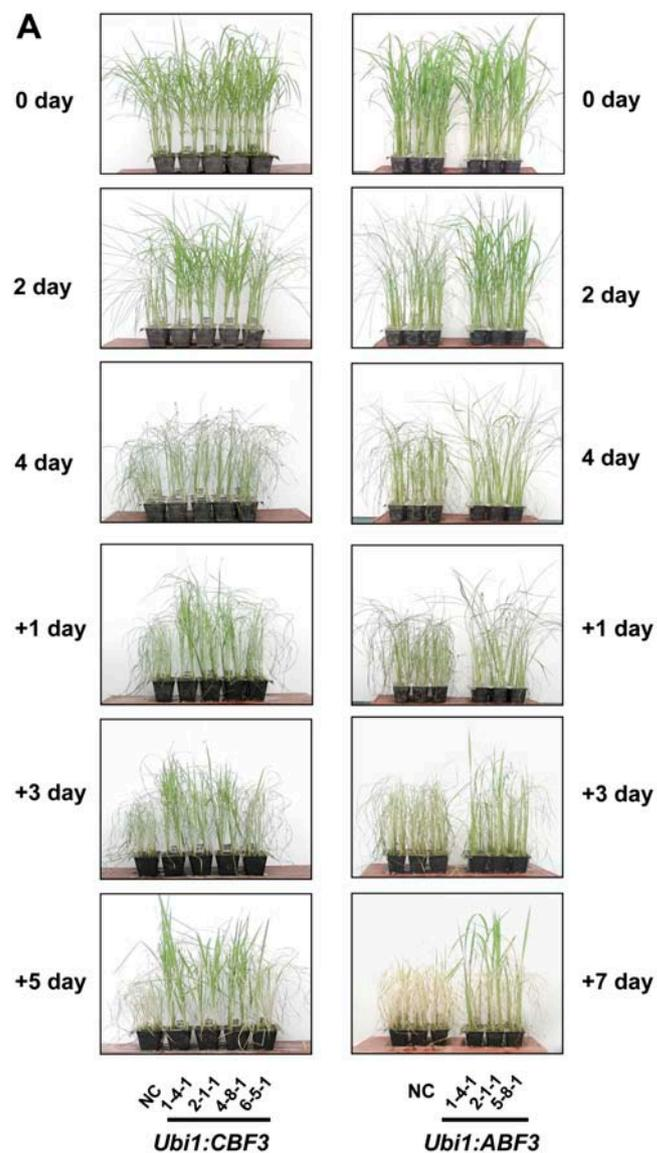 A
0 day 0 day
2 day 2 day
4 day 4 day
+1 day +1 day
+3 day +3 day
+5 day +7 day
NC 1-4-1 2-1-1 4-8-1 6-5-1 NC 1-4-1 2-1-1 5-8-1
Ubi1:CBF3 Ubi1:ABF3